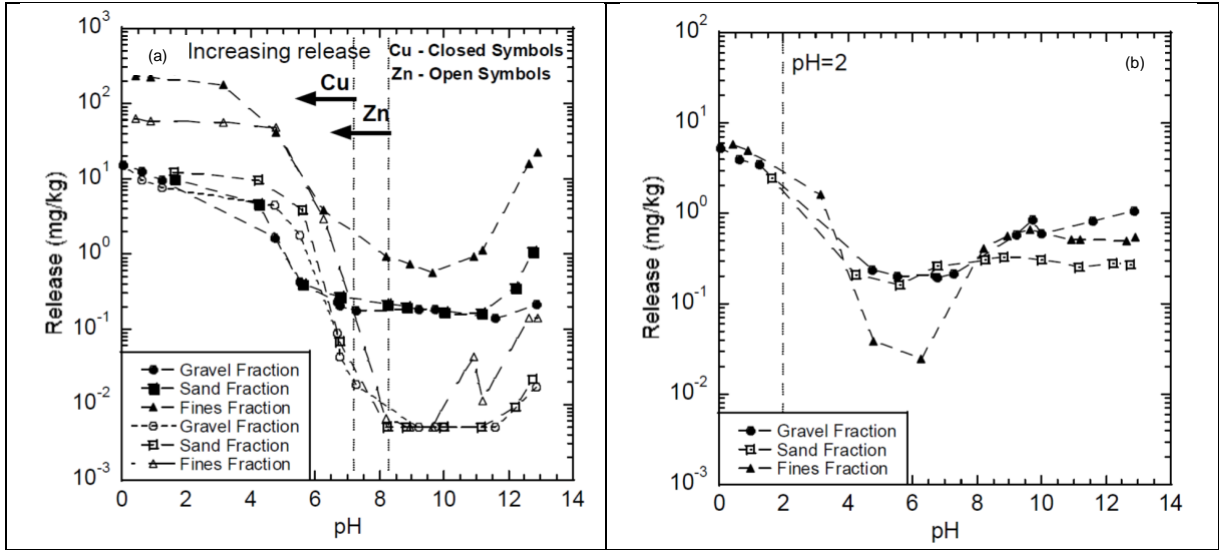 10³
10²
10¹
10⁰
10⁻¹
10⁻²
10⁻³
Release (mg/kg)
(a)
Increasing release
Cu - Closed Symbols
Zn - Open Symbols
Cu
Zn
Gravel Fraction
Sand Fraction
Fines Fraction
Gravel Fraction
Sand Fraction
Fines Fraction
0 2 4 6 8 10 12 14
pH
10²
10¹
10⁰
10⁻¹
10⁻²
10⁻³
Release (mg/kg)
pH=2
(b)
Gravel Fraction
Sand Fraction
Fines Fraction
0 2 4 6 8 10 12 14
pH